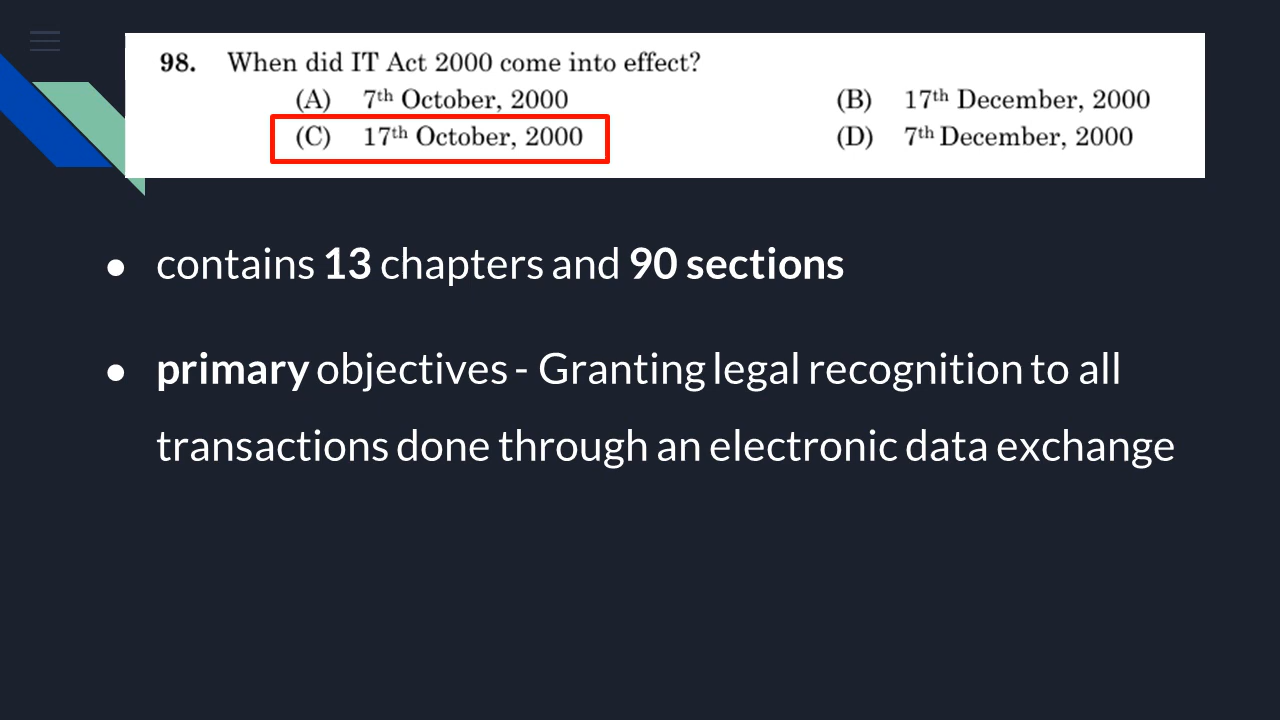 98. When did IT Act 2000 come into effect?
(A) 7th October, 2000 (B) 17th December, 2000
(C) 17th October, 2000 (D) 7th December, 2000
● contains 13 chapters and 90 sections
● primary objectives - Granting legal recognition to all
transactions done through an electronic data exchange